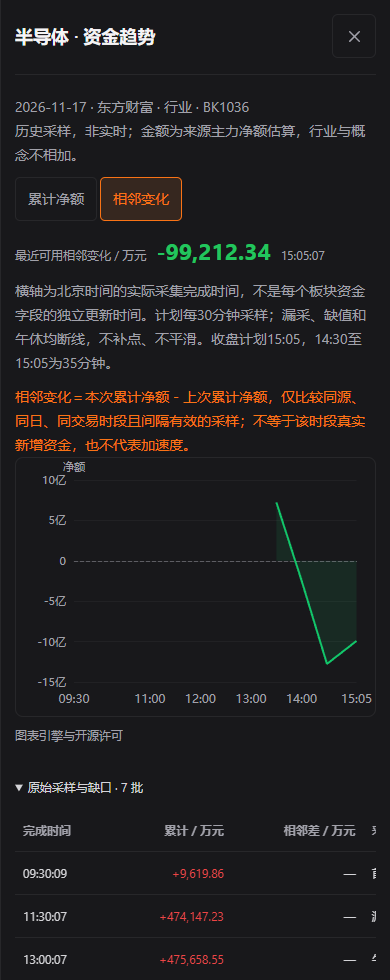 半导体 · 资金趋势
2026-11-17 · 东方财富 · 行业 · BK1036
历史采样，非实时；金额为来源主力净额估算，行业与概
念不相加。
累计净额
相邻变化
最近可用相邻变化 / 万元 -99,212.34 15:05:07
横轴为北京时间的实际采集完成时间，不是每个板块资金
字段的独立更新时间。计划每30分钟采样；漏采、缺值和
午休均断线，不补点、不平滑。收盘计划15:05，14:30至
15:05为35分钟。
相邻变化 = 本次累计净额 - 上次累计净额，仅比较同源、
同日、同交易时段且间隔有效的采样；不等于该时段真实
新增资金，也不代表加速度。
净额
10亿
5亿
0
-5亿
-10亿
-15亿
09:30 11:00 12:00 13:00 14:00 15:05
图表引擎与开源许可
▼ 原始采样与缺口 · 7 批
完成时间 累计 / 万元 相邻差 / 万元
09:30:09 +9,619.86 —
11:30:07 +474,147.23 —
13:00:07 +475,658.55 —